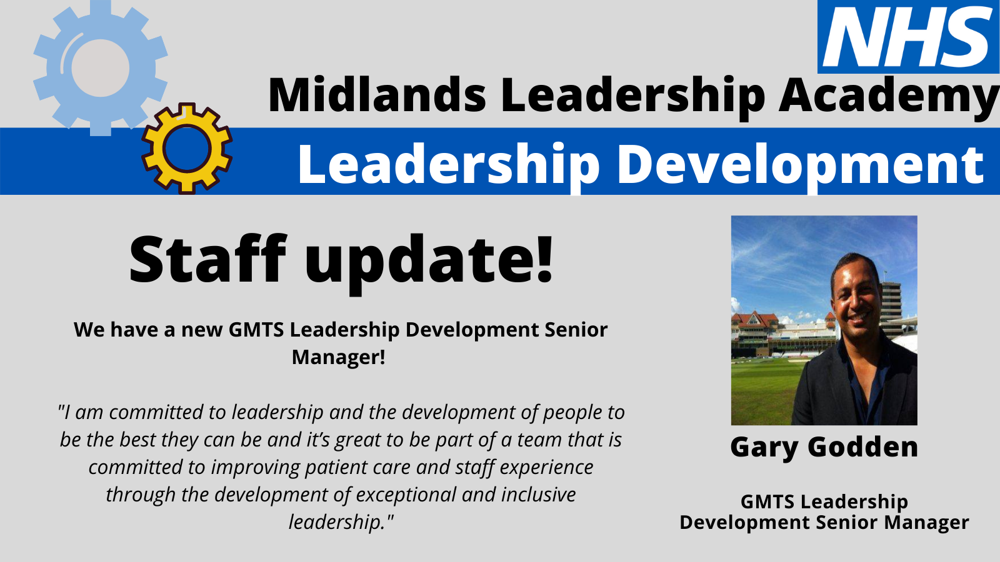 NHS
Midlands Leadership Academy
Leadership Development
Staff update!
We have a new GMTS Leadership Development Senior
Manager!
"I am committed to leadership and the development of people to
be the best they can be and it’s great to be part of a team that is
committed to improving patient care and staff experience
through the development of exceptional and inclusive
leadership."
Gary Godden
GMTS Leadership
Development Senior Manager